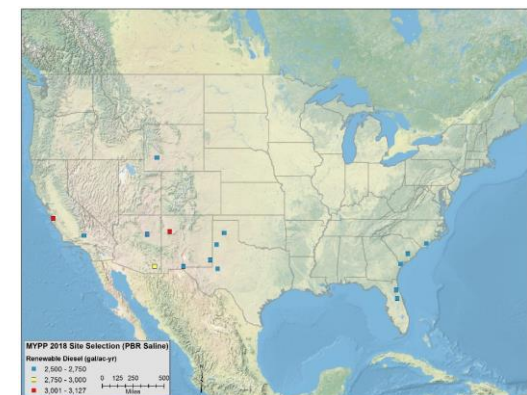 MYPP 2018 Site Selection (PBR Saline)
Renewable Diesel (gal/ac-yr)
2,500 - 2,750
2,750 - 3,000
3,001 - 3,127
0 125 250 500
Miles